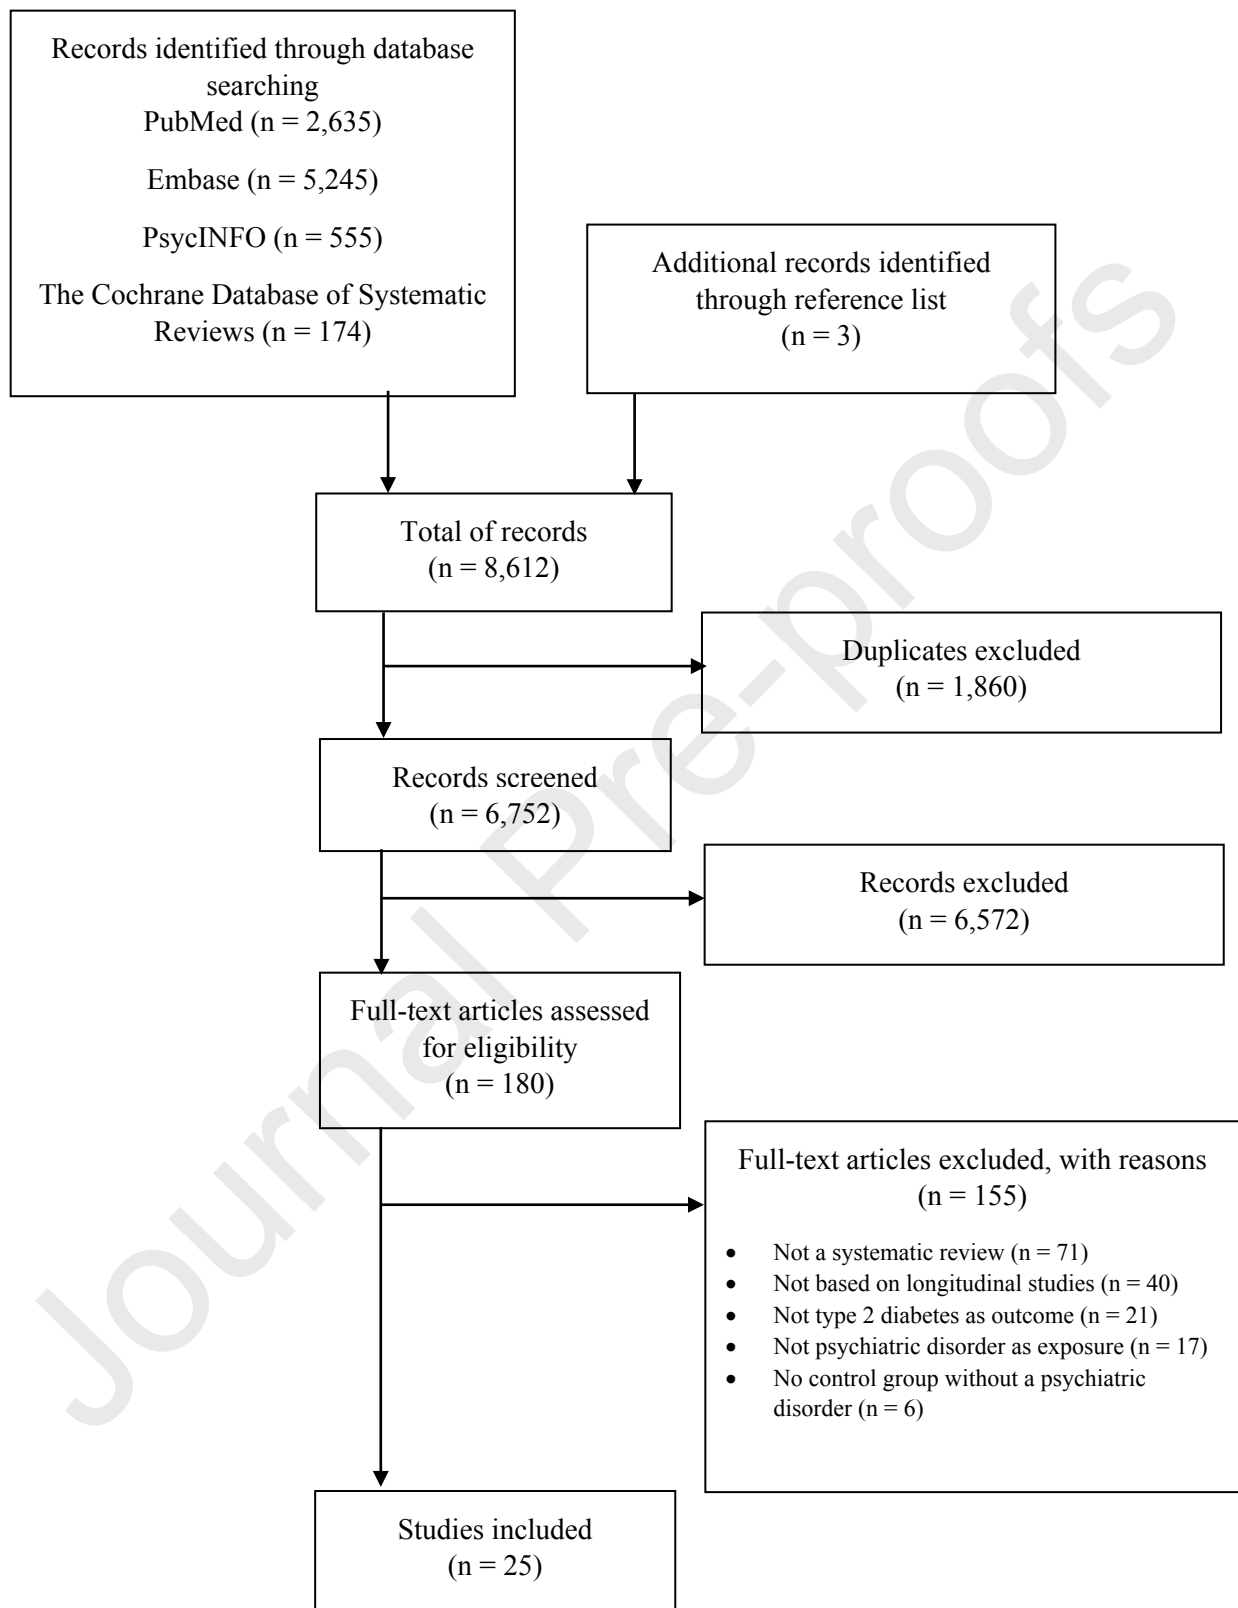 Records identified through database
searching
PubMed (n = 2,635)
Embase (n = 5,245)
PsycINFO (n = 555)
The Cochrane Database of Systematic
Reviews (n = 174)
Additional records identified
through reference list
(n = 3)
Total of records
(n = 8,612)
Duplicates excluded
(n = 1,860)
Records screened
(n = 6,752)
Records excluded
(n = 6,572)
Full-text articles assessed
for eligibility
(n = 180)
Full-text articles excluded, with reasons
(n = 155)
• Not a systematic review (n = 71)
• Not based on longitudinal studies (n = 40)
• Not type 2 diabetes as outcome (n = 21)
• Not psychiatric disorder as exposure (n = 17)
• No control group without a psychiatric
disorder (n = 6)
Studies included
(n = 25)
Journal Pre-proofs